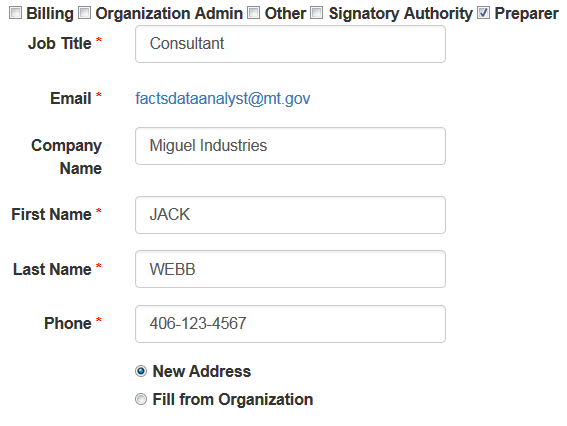 Billing Organization Admin Other Signatory Authority Preparer
Job Title * Consultant
Email * factsdataanalyst@mt.gov
Company Name Miguel Industries
First Name * JACK
Last Name * WEBB
Phone * 406-123-4567
New Address
Fill from Organization